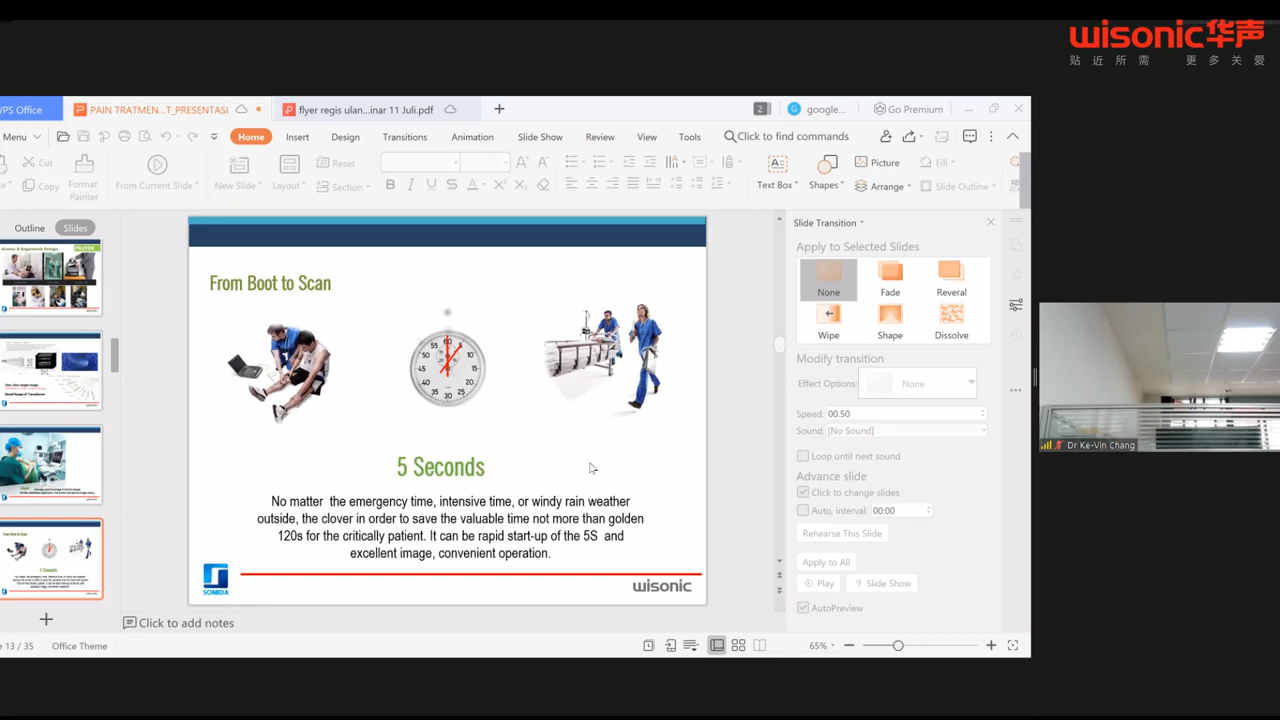 wisonic华声
贴近所需 更多关爱
WPS Office
PAIN TRATMEN...T_PRESENTASI
flyer regis ulan...inar 11 Juli.pdf
2
google...
Go Premium
Menu
Home
Insert
Design
Transitions
Animation
Slide Show
Review
View
Tools
Click to find commands
Cut
Copy
Format
Painter
From Current Slide
New Slide
Layout
Reset
Section
Text Box
Shapes
Picture
Arrange
Fill
Slide Outline
Outline
Slides
From Boot to Scan
5 Seconds
No matter the emergency time, intensive time, or windy rain weather
outside, the clover in order to save the valuable time not more than golden
120s for the critically patient. It can be rapid start-up of the 5S and
excellent image, convenient operation.
SOMEDA
wisonic
Slide Transition
Apply to Selected Slides
None
Fade
Reveral
Wipe
Shape
Dissolve
Modify transition
Effect Options:
None
Speed: 00.50
Sound: [No Sound]
Loop until next sound
Advance slide
Click to change slides
Auto, interval: 00:00
Rehearse This Slide
Apply to All
Play
Slide Show
AutoPreview
Dr Ke-Vin Chang
Click to add notes
13 / 35
Office Theme
65%